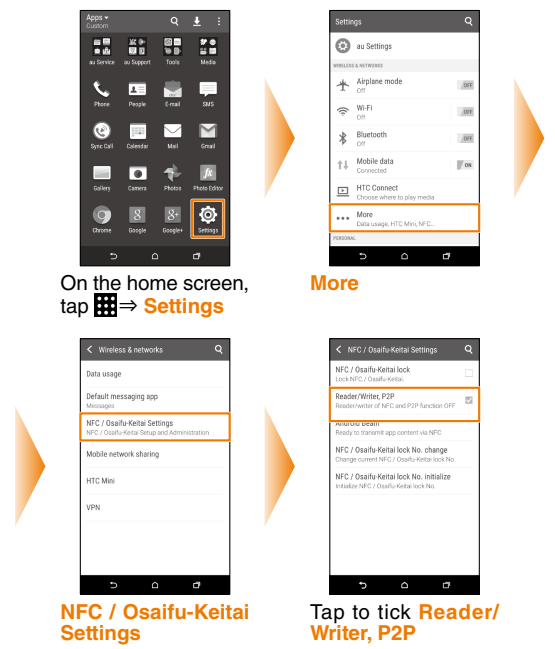 Apps
Custom
au Service
au Support
Tools
Media
Phone
People
E-mail
SMS
Sync Call
Calendar
Mail
Gmail
Gallery
Camera
Photos
Photo Editor
Chrome
Google
Google+
Settings
On the home screen,
tap ⇒ Settings
Settings
au Settings
WIRELESS & NETWORKS
Airplane mode
Off
OFF
Wi-Fi
Off
OFF
Bluetooth
Off
OFF
Mobile data
Connected
ON
HTC Connect
Choose where to play media
More
Data usage, HTC Mini, NFC...
PERSONAL
More
Wireless & networks
Data usage
Default messaging app
Messages
NFC / Osaifu-Keitai Settings
NFC / Osaifu-Keitai Setup and Administration
Mobile network sharing
HTC Mini
VPN
NFC / Osaifu-Keitai
Settings
NFC / Osaifu-Keitai Settings
NFC / Osaifu-Keitai lock
Lock NFC / Osaifu-Keitai.
Reader/Writer, P2P
Reader/writer of NFC and P2P function OFF
Android Beam
Ready to transmit app content via NFC
NFC / Osaifu-Keitai lock No. change
Change current NFC / Osaifu-Keitai lock No.
NFC / Osaifu-Keitai lock No. initialize
Initialize NFC / Osaifu-Keitai lock No.
Tap to tick Reader/
Writer, P2P